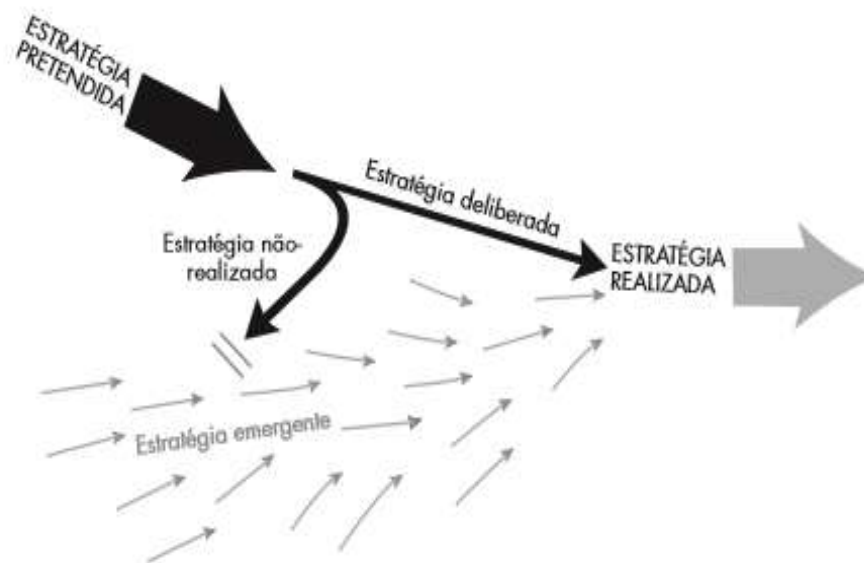 ESTRATÉGIA
PRETENDIDA
Estratégia deliberada
Estratégia não-
realizada
ESTRATÉGIA
REALIZADA
Estratégia emergente